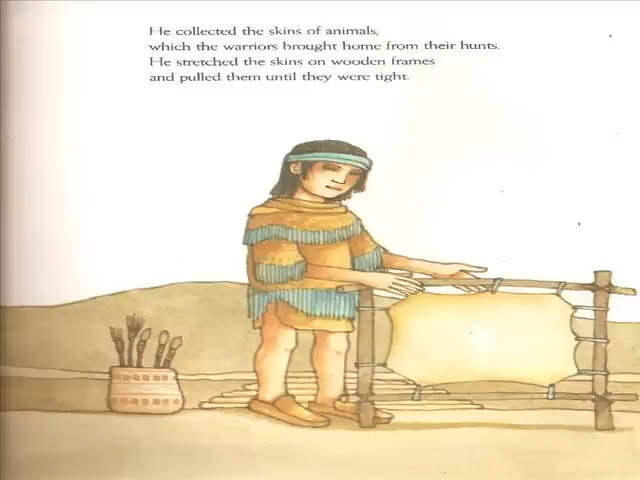 He collected the skins of animals,
which the warriors brought home from their hunts.
He stretched the skins on wooden frames
and pulled them until they were tight.